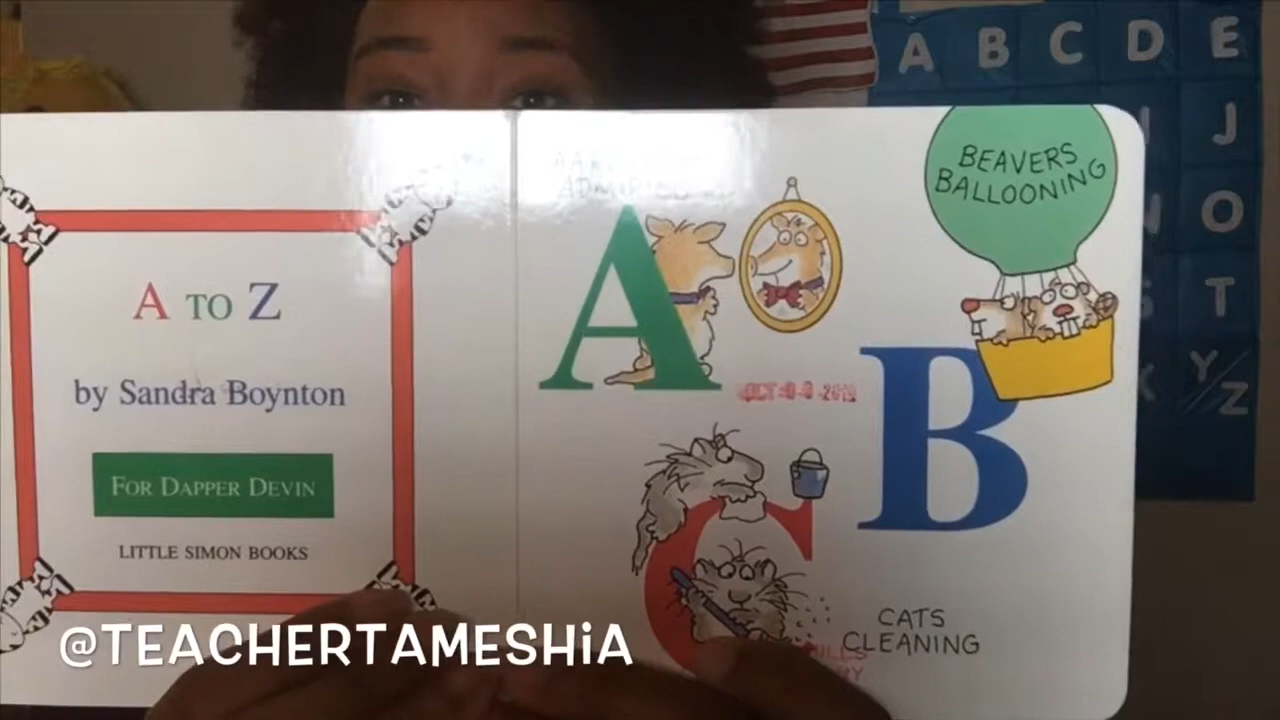 A B C D E
J
O
T
Y/Z
A TO Z
by Sandra Boynton
FOR DAPPER DEVIN
LITTLE SIMON BOOKS
A
BEAVERS
BALLOONING
B
C
CATS
CLEANING
@TEACHERTAMESHiA